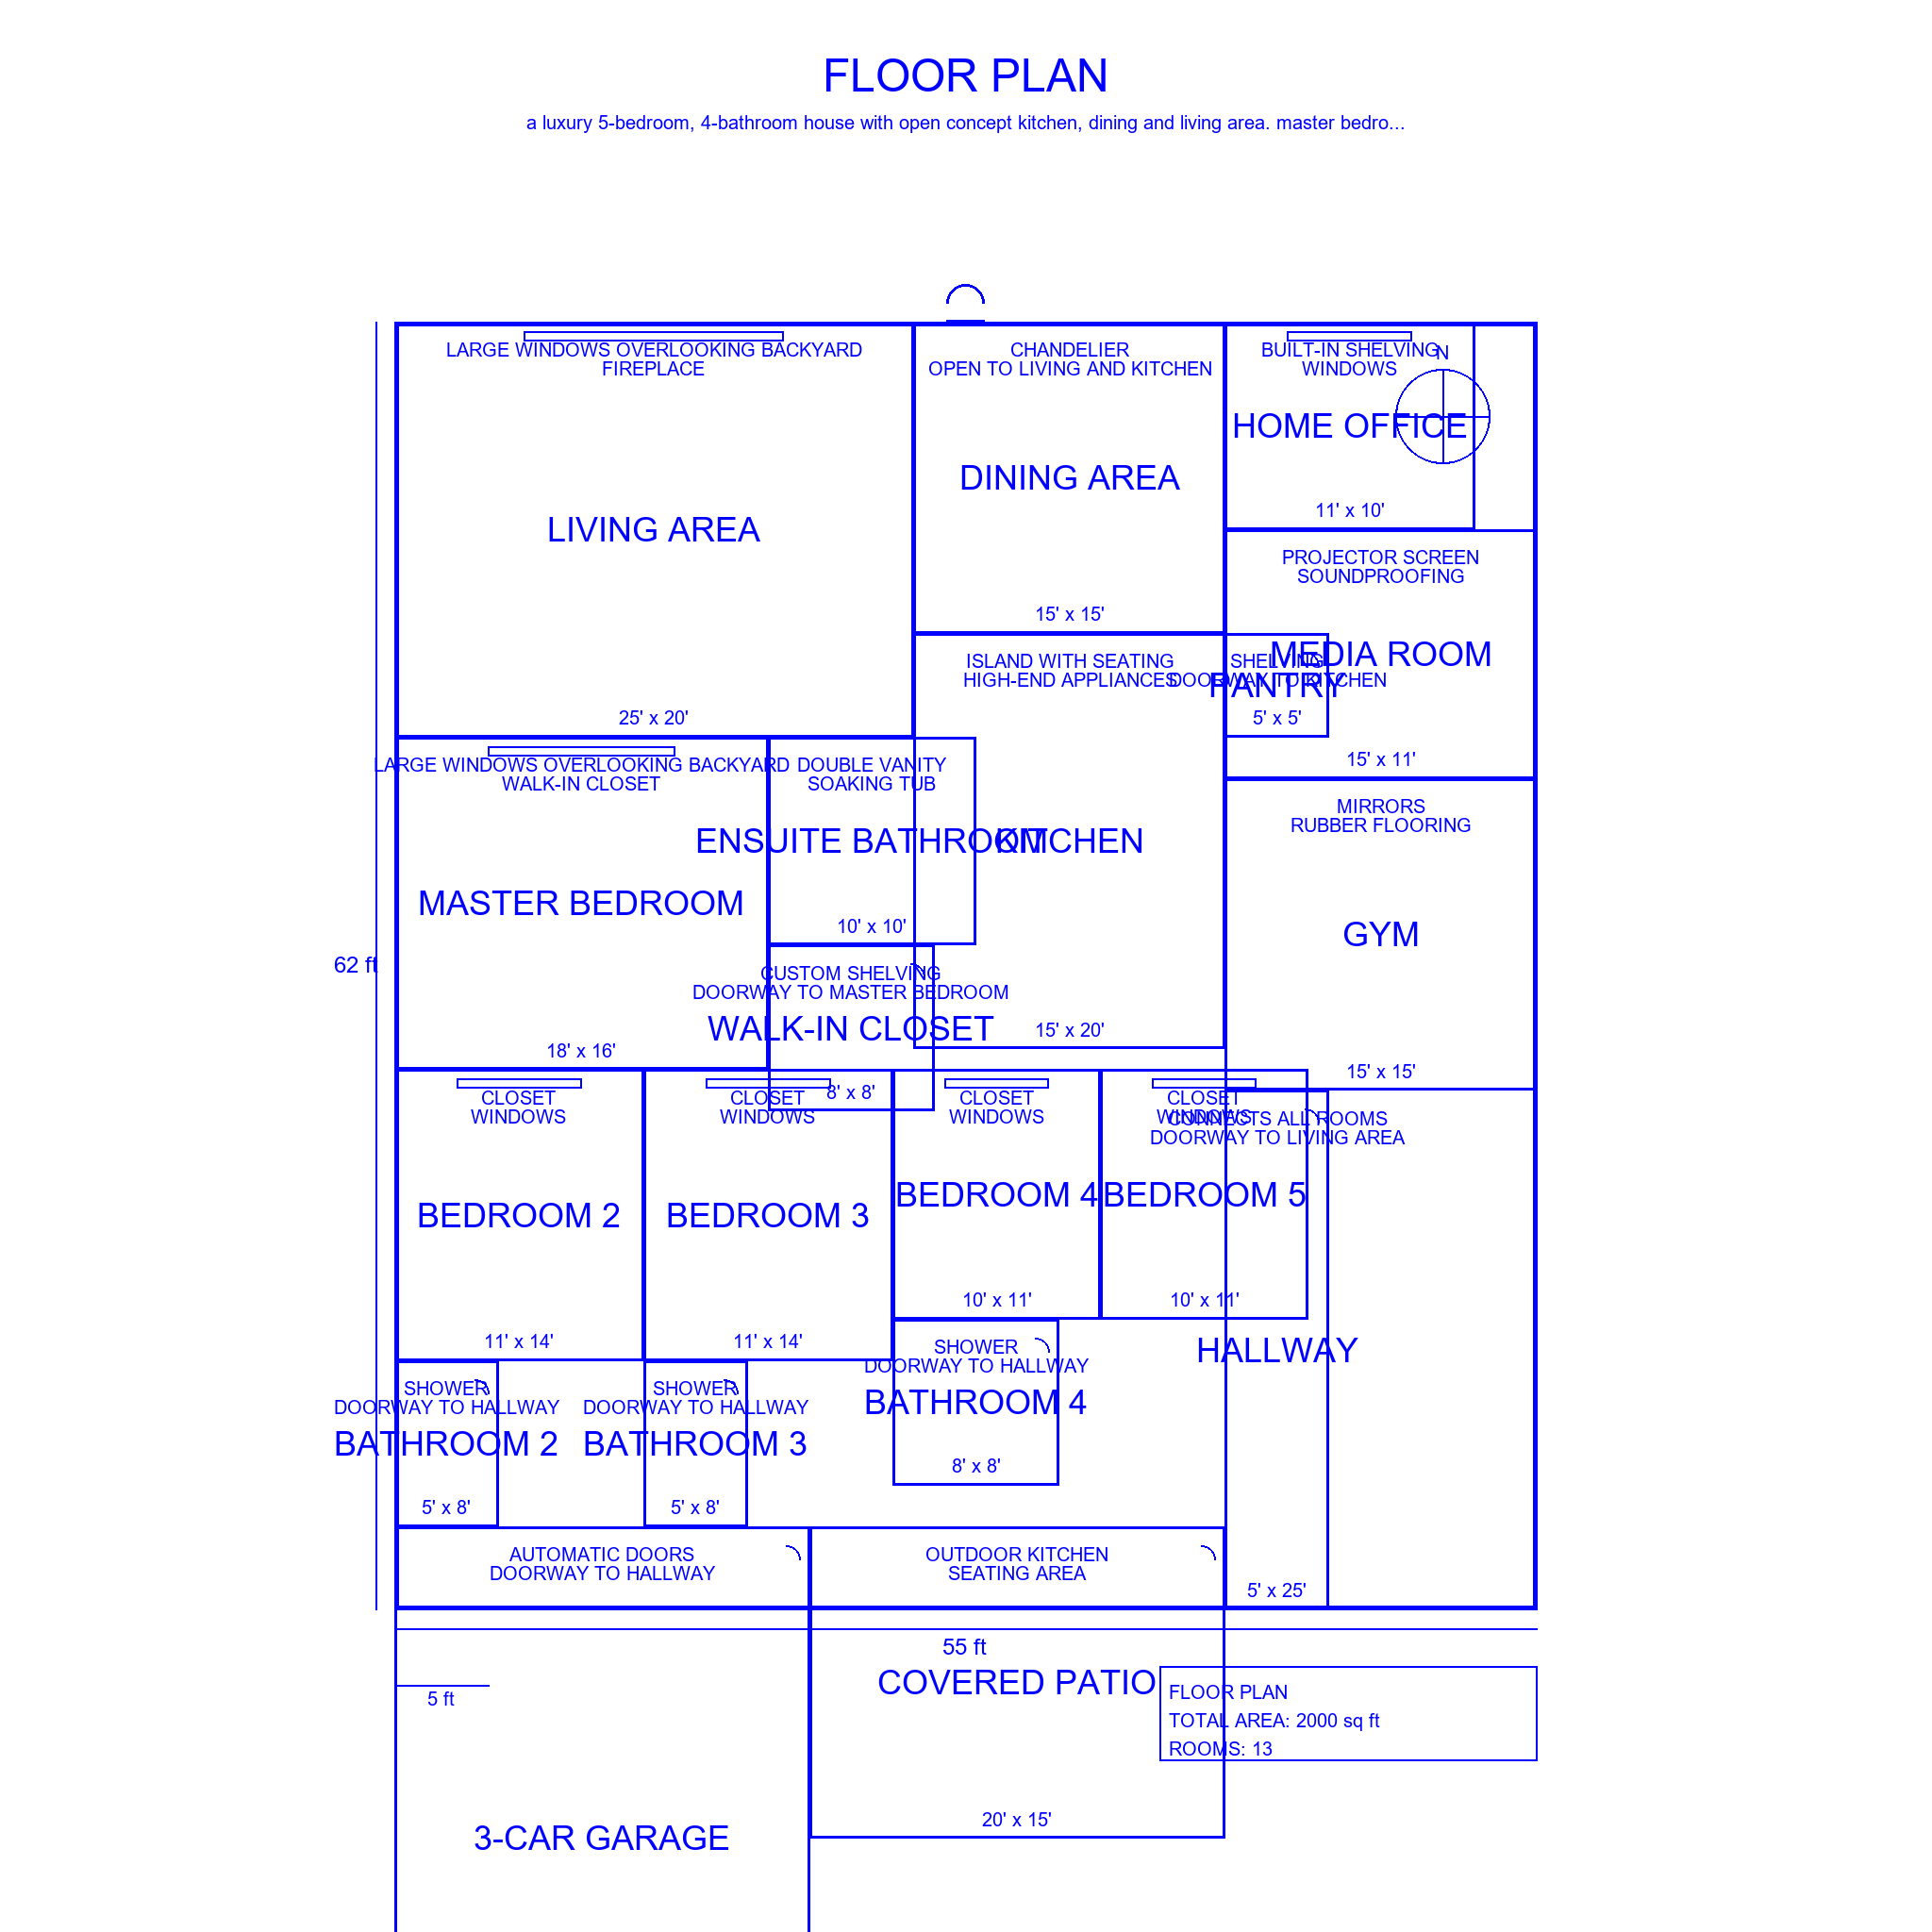 FLOOR PLAN
a luxury 5-bedroom, 4-bathroom house with open concept kitchen, dining and living area. master bedro...
LARGE WINDOWS OVERLOOKING BACKYARD
FIREPLACE
LIVING AREA
25' x 20'
CHANDELIER
OPEN TO LIVING AND KITCHEN
DINING AREA
15' x 15'
BUILT-IN SHELVING
WINDOWS
N
HOME OFFICE
11' x 10'
PROJECTOR SCREEN
SOUNDPROOFING
MEDIA ROOM
15' x 11'
ISLAND WITH SEATING
HIGH-END APPLIANCES
KITCHEN
15' x 20'
SHELVING
DOORWAY TO KITCHEN
PANTRY
5' x 5'
LARGE WINDOWS OVERLOOKING BACKYARD
WALK-IN CLOSET
MASTER BEDROOM
18' x 16'
DOUBLE VANITY
SOAKING TUB
ENSUITE BATHROOM
10' x 10'
MIRRORS
RUBBER FLOORING
GYM
15' x 15'
62 ft
CUSTOM SHELVING
DOORWAY TO MASTER BEDROOM
WALK-IN CLOSET
8' x 8'
CLOSET
WINDOWS
BEDROOM 2
11' x 14'
CLOSET
WINDOWS
BEDROOM 3
11' x 14'
CLOSET
WINDOWS
BEDROOM 4
10' x 11'
CLOSET
WINDOWS
BEDROOM 5
10' x 11'
CONNECTS ALL ROOMS
DOORWAY TO LIVING AREA
HALLWAY
5' x 25'
SHOWER
DOORWAY TO HALLWAY
BATHROOM 2
5' x 8'
SHOWER
DOORWAY TO HALLWAY
BATHROOM 3
5' x 8'
SHOWER
DOORWAY TO HALLWAY
BATHROOM 4
8' x 8'
AUTOMATIC DOORS
DOORWAY TO HALLWAY
3-CAR GARAGE
OUTDOOR KITCHEN
SEATING AREA
COVERED PATIO
20' x 15'
55 ft
5 ft
FLOOR PLAN
TOTAL AREA: 2000 sq ft
ROOMS: 13